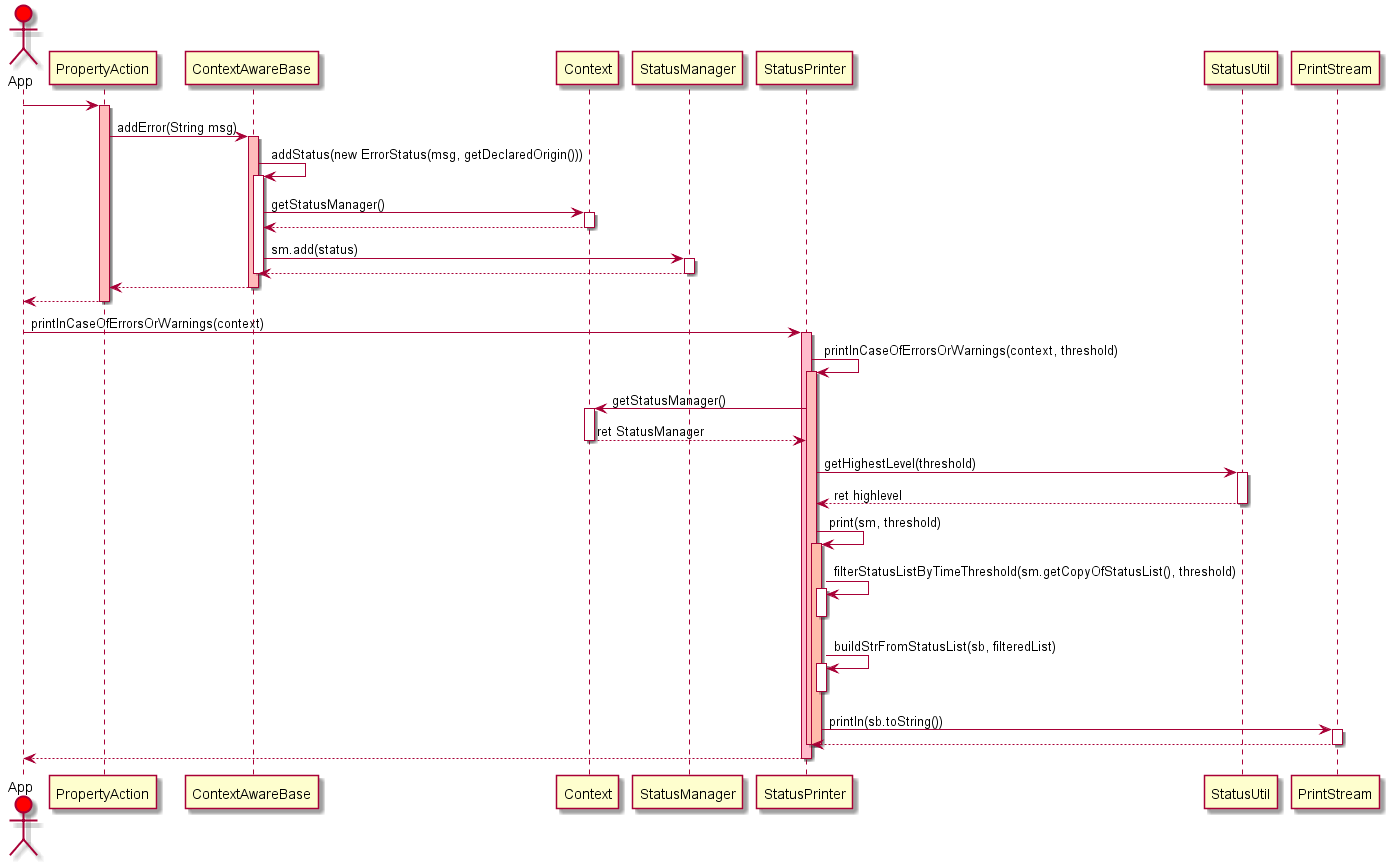 App
PropertyAction
ContextAwareBase
Context
StatusManager
StatusPrinter
StatusUtil
PrintStream
addError(String msg)
addStatus(new ErrorStatus(msg, getDeclaredOrigin()))
getStatusManager()
sm.add(status)
printInCaseOfErrorsOrWarnings(context)
printInCaseOfErrorsOrWarnings(context, threshold)
getStatusManager()
ret StatusManager
getHighestLevel(threshold)
ret highlevel
print(sm, threshold)
filterStatusListByTimeThreshold(sm.getCopyOfStatusList(), threshold)
buildStrFromStatusList(sb, filteredList)
println(sb.toString())
App
PropertyAction
ContextAwareBase
Context
StatusManager
StatusPrinter
StatusUtil
PrintStream